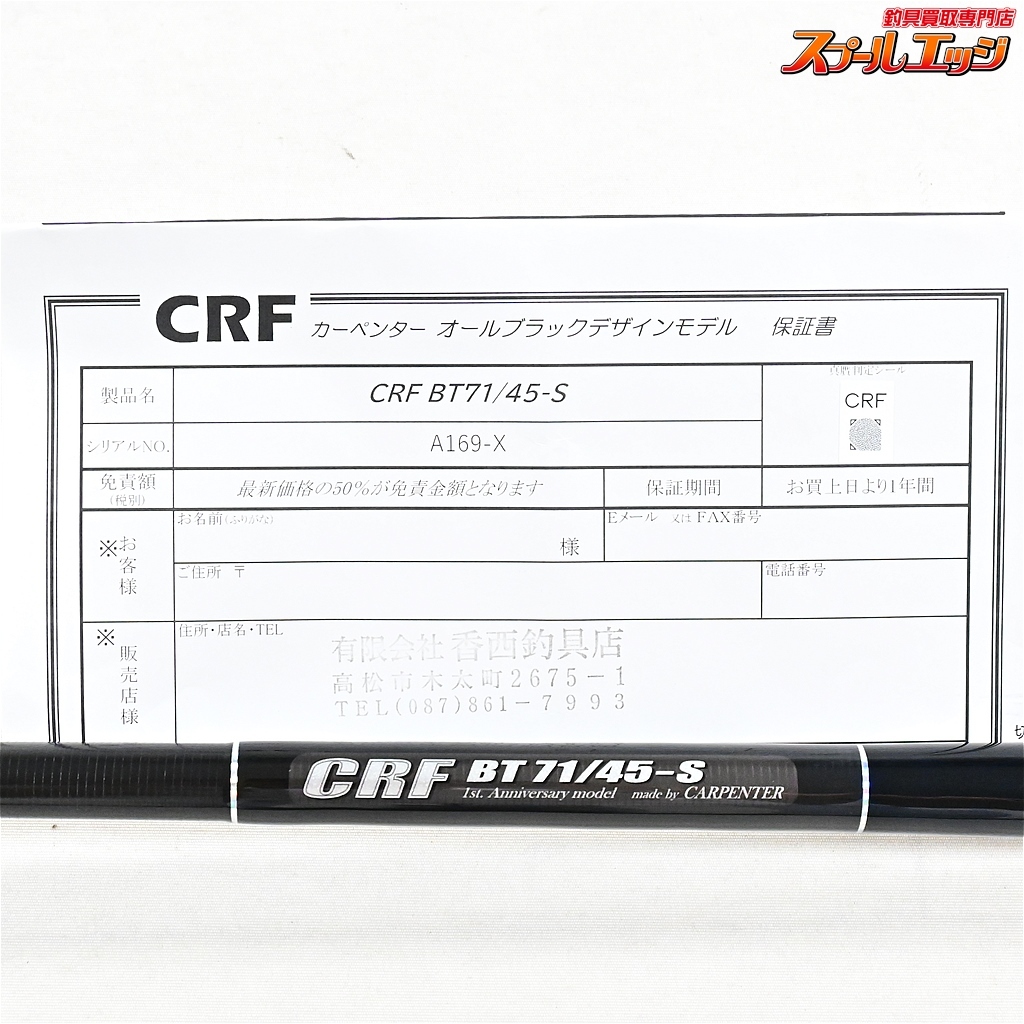 釣具買取専門店
スプールエッジ
CRF カーペンター オールブラックデザインモデル 保証書
製品名 CRF BT71/45-S
真贋判定シール
CRF
シリアルNO. A169-X
免責額 最新価格の50%が免責金額となります 保証期間 お買上日より1年間
(税別)
お名前(ふりがな) Eメール 又は FAX番号
※お客様
様
ご住所 〒 電話番号
※販売店様
住所・店名・TEL
有限会社 香西釣具店
高松市木太町2675-1
TEL(087)861-7993
切
CRF BT 71/45-S
1st. Anniversary model made by CARPENTER